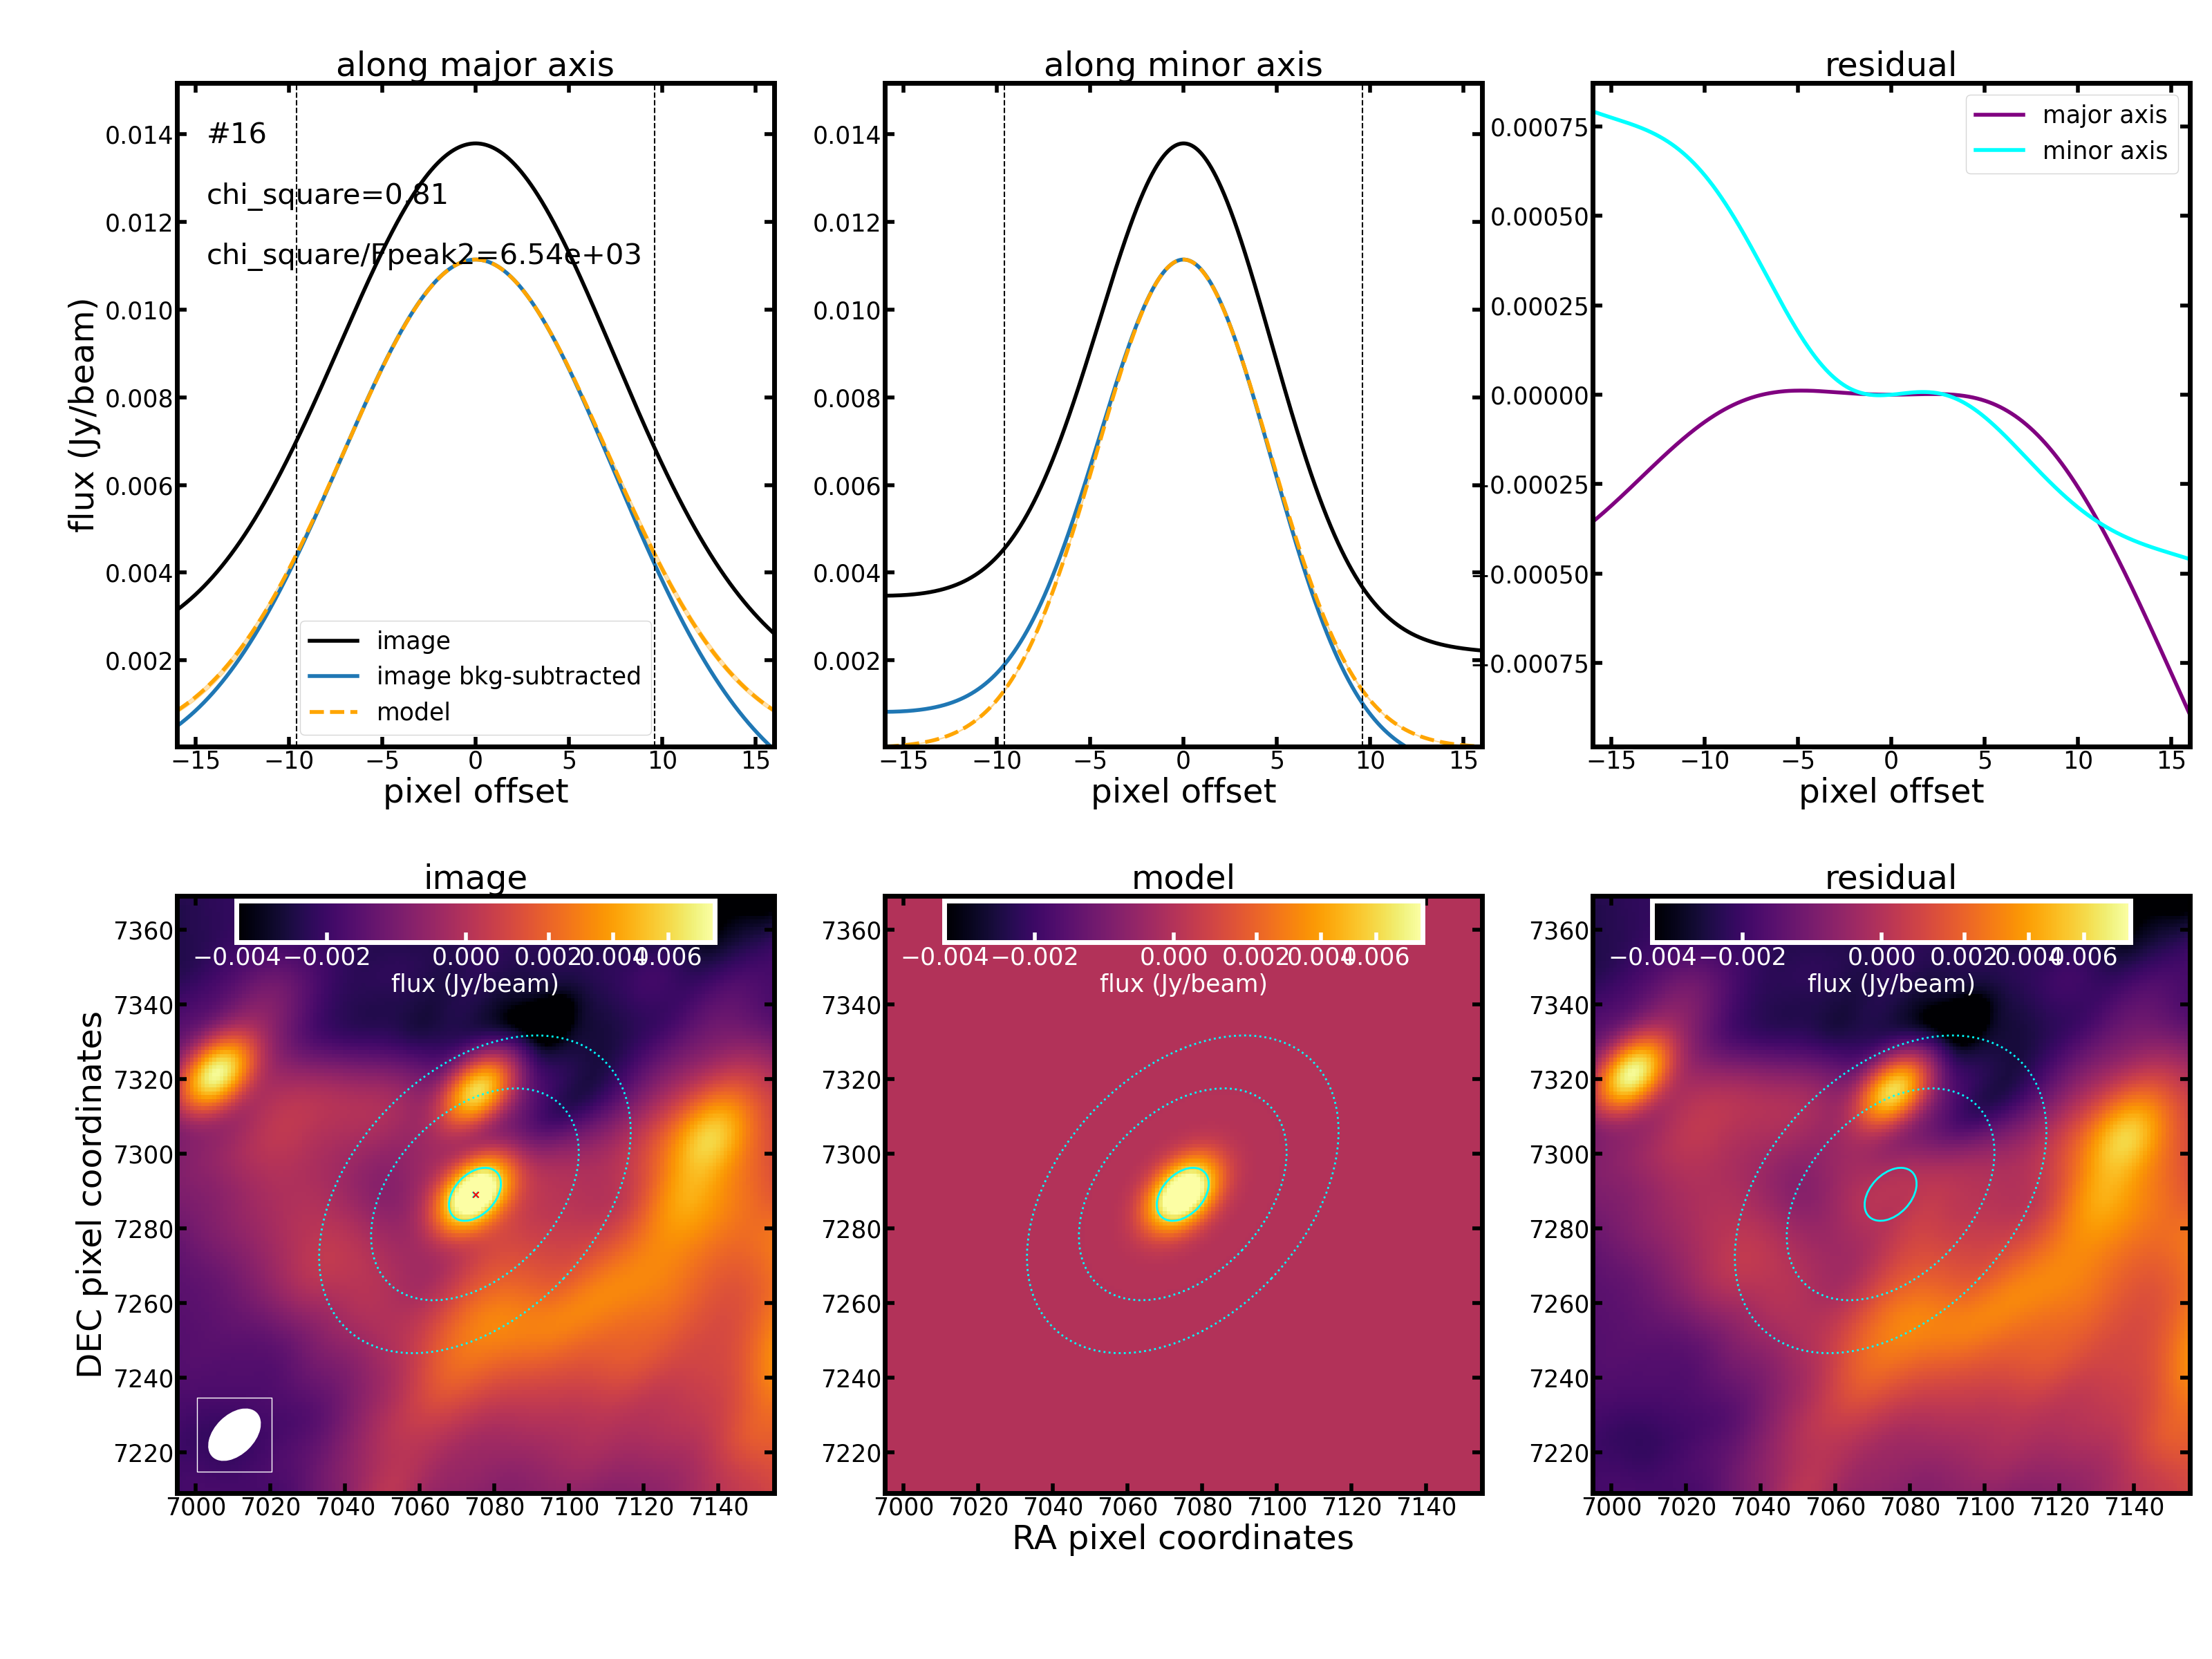 along major axis
along minor axis
residual
#16
chi_square=0.81
chi_square/Fpeak2=6.54e+03
0.014
0.012
0.010
0.008
0.006
0.004
0.002
flux (Jy/beam)
image
image bkg-subtracted
model
−15 −10 −5 0 5 10 15
pixel offset
0.014
0.012
0.010
0.008
0.006
0.004
0.002
−15 −10 −5 0 5 10 15
pixel offset
major axis
minor axis
0.00075
0.00050
0.00025
0.00000
−0.00025
−0.00050
−0.00075
−15 −10 −5 0 5 10 15
pixel offset
image
model
residual
−0.004 −0.002 0.000 0.002 0.004 0.006
flux (Jy/beam)
7360
7340
7320
7300
7280
7260
7240
7220
DEC pixel coordinates
7000 7020 7040 7060 7080 7100 7120 7140
−0.004 −0.002 0.000 0.002 0.004 0.006
flux (Jy/beam)
7360
7340
7320
7300
7280
7260
7240
7220
7000 7020 7040 7060 7080 7100 7120 7140
RA pixel coordinates
−0.004 −0.002 0.000 0.002 0.004 0.006
flux (Jy/beam)
7360
7340
7320
7300
7280
7260
7240
7220
7000 7020 7040 7060 7080 7100 7120 7140